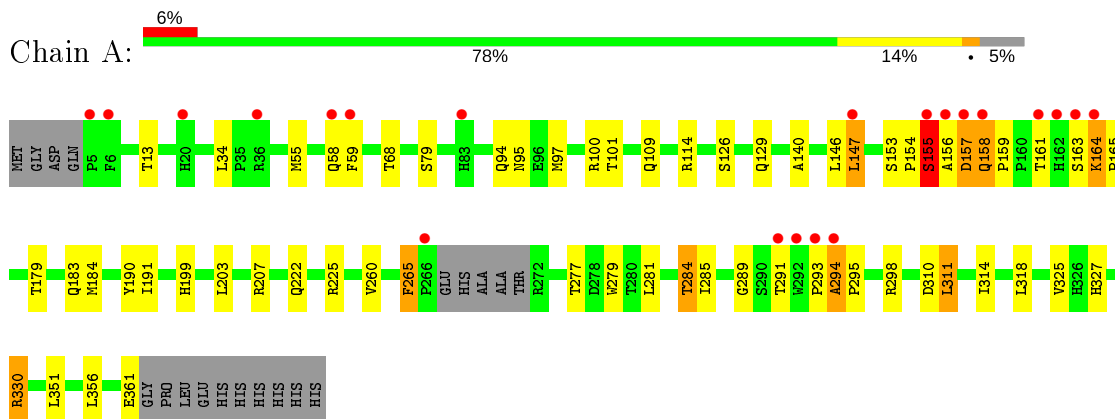 6%
Chain A:
78% 14% • 5%
MET GLY ASP GLN P5 F6 T13 H20 L34 P35 R36 M55 Q58 F59 T68 S79 H83 Q94 N95 E96 M97 R100 T101 Q109 R114 S126 Q129 A140 L146 L147 S153 P154 S155 A156 D157 Q158 P159 P160 T161 H162 S163 K164 P165
T179 Q183 M184 Y190 I191 H199 L203 R207 Q222 R225 V260 F265 P266 GLU HIS ALA ALA THR R272 T277 D278 W279 T280 L281 T284 I285 G289 S290 T291 W292 P293 A294 P295 R298 D310 L311 I314 L318 V325 H326 H327
R330 L351 L356 E361 GLY PRO LEU GLU HIS HIS HIS HIS HIS HIS